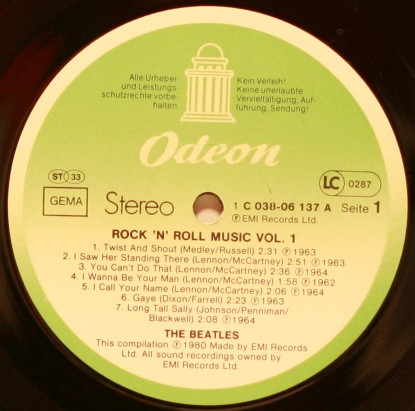 Alle Urheber-
und Leistungs-
schutzrechte vorbe-
halten.
Kein Verleih!
Keine unerlaubte
Vervielfältigung, Auf-
führung, Sendung!
Odeon
ST 33
GEMA
Stereo
LC 0287
1 C 038-06 137 A Seite 1
Ⓟ EMI Records Ltd.
ROCK 'N' ROLL MUSIC VOL. 1
1. Twist And Shout (Medley/Russell) 2:31 Ⓟ 1963
2. I Saw Her Standing There (Lennon/McCartney) 2:51 Ⓟ 1963
3. You Can't Do That (Lennon/McCartney) 2:36 Ⓟ 1964
4. I Wanna Be Your Man (Lennon/McCartney) 1:58 Ⓟ 1962
5. I Call Your Name (Lennon/McCartney) 2:06 Ⓟ 1964
6. Gaye (Dixon/Farrell) 2:23 Ⓟ 1963
7. Long Tall Sally (Johnson/Penniman/
Blackwell) 2:08 Ⓟ 1964
THE BEATLES
This compilation Ⓟ 1980 Made by EMI Records
Ltd. All sound recordings owned by
EMI Records Ltd.